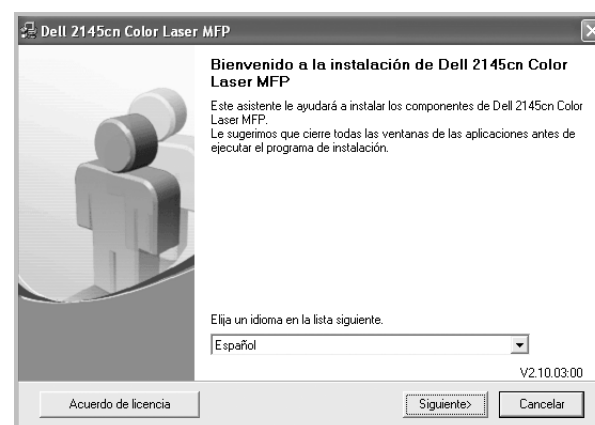 Dell 2145cn Color Laser MFP
Bienvenido a la instalación de Dell 2145cn Color
Laser MFP
Este asistente le ayudará a instalar los componentes de Dell 2145cn Color
Laser MFP.
Le sugerimos que cierre todas las ventanas de las aplicaciones antes de
ejecutar el programa de instalación.
Elija un idioma en la lista siguiente.
Español
V2.10.03:00
Acuerdo de licencia
Siguiente>
Cancelar